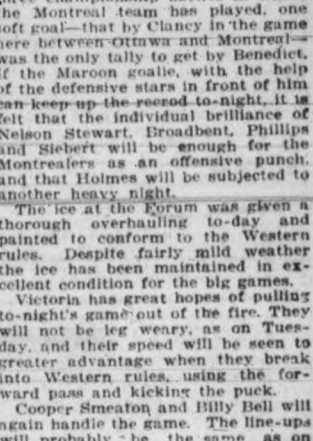 the Montreal team has played, one
soft goal—that by Clancy in the game
here between Ottawa and Montreal—
was the only tally to get by Benedict.
If the Maroon goalie, with the help
of the defensive stars in front of him
can keep up the recrod to-night, it is
felt that the individual brilliance of
Nelson Stewart, Broadbent, Phillips
and Siebert will be enough for the
Montrealers as an offensive punch,
and that Holmes will be subjected to
another heavy night.
The ice at the Forum was given a
thorough overhauling to-day and
painted to conform to the Western
rules. Despite fairly mild weather
the ice has been maintained in ex-
cellent condition for the big games.
Victoria has great hopes of pulling
to-night's game out of the fire. They
will not be leg weary, as on Tues-
day, and their speed will be seen to
greater advantage when they break
into Western rules, using the for-
ward pass and kicking the puck.
Cooper Smeaton and Billy Bell will
again handle the game. The line-ups
will probably be the same as on